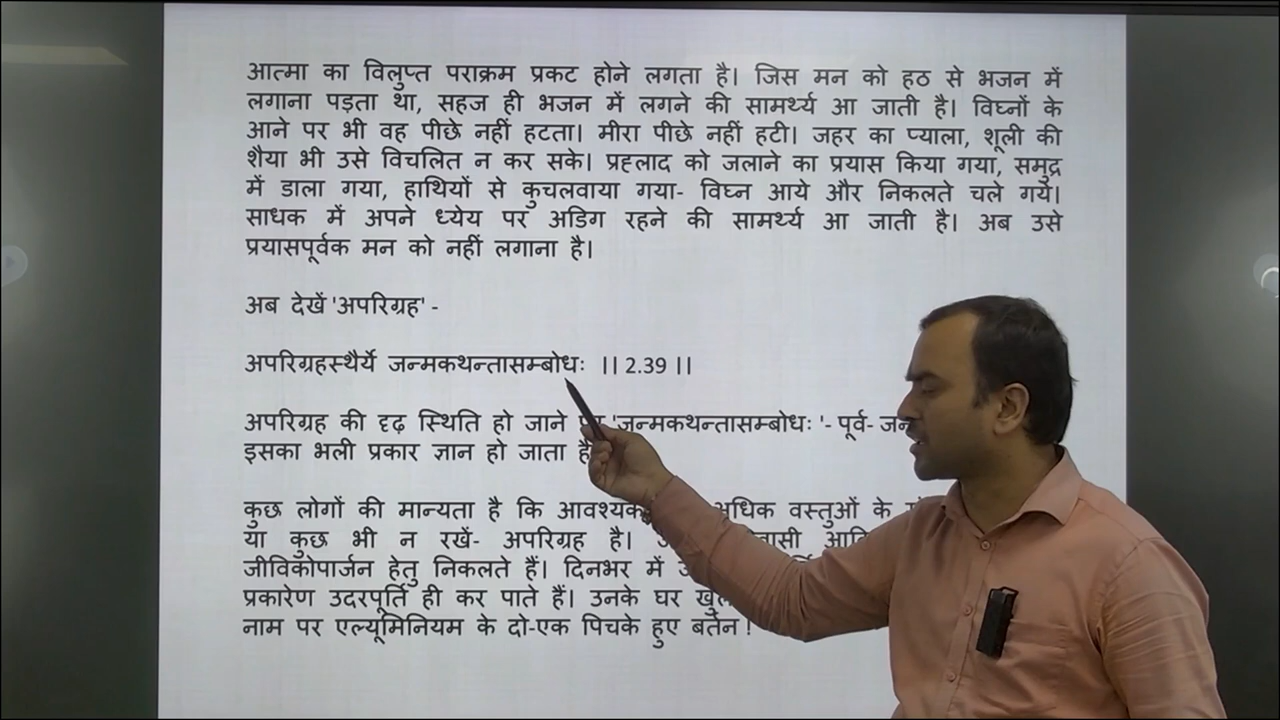 आत्मा का विलुप्त पराक्रम प्रकट होने लगता है। जिस मन को हठ से भजन में
लगाना पड़ता था, सहज ही भजन में लगने की सामर्थ्य आ जाती है। विघ्नों के
आने पर भी वह पीछे नहीं हटता। मीरा पीछे नहीं हटी। जहर का प्याला, शूली की
शैया भी उसे विचलित न कर सके। प्रह्लाद को जलाने का प्रयास किया गया, समुद्र
में डाला गया, हाथियों से कुचलवाया गया- विघ्न आये और निकलते चले गये।
साधक में अपने ध्येय पर अडिग रहने की सामर्थ्य आ जाती है। अब उसे
प्रयासपूर्वक मन को नहीं लगाना है।
अब देखें 'अपरिग्रह' -
अपरिग्रहस्थैर्ये जन्मकथन्तासम्बोधः ।। 2.39 ।।
अपरिग्रह की दृढ़ स्थिति हो जाने 'जन्मकथन्तासम्बोधः '- पूर्व-
इसका भली प्रकार ज्ञान हो जाता
कुछ लोगों की मान्यता है कि अधिक वस्तुओं के
या कुछ भी न रखें- अपरिग्रह है।
जीविकोपार्जन हेतु निकलते हैं। दिनभर में
प्रकारेण उदरपूर्ति ही कर पाते हैं। उनके घर
नाम पर एल्यूमिनियम के दो-एक पिचके हुए बर्तन!